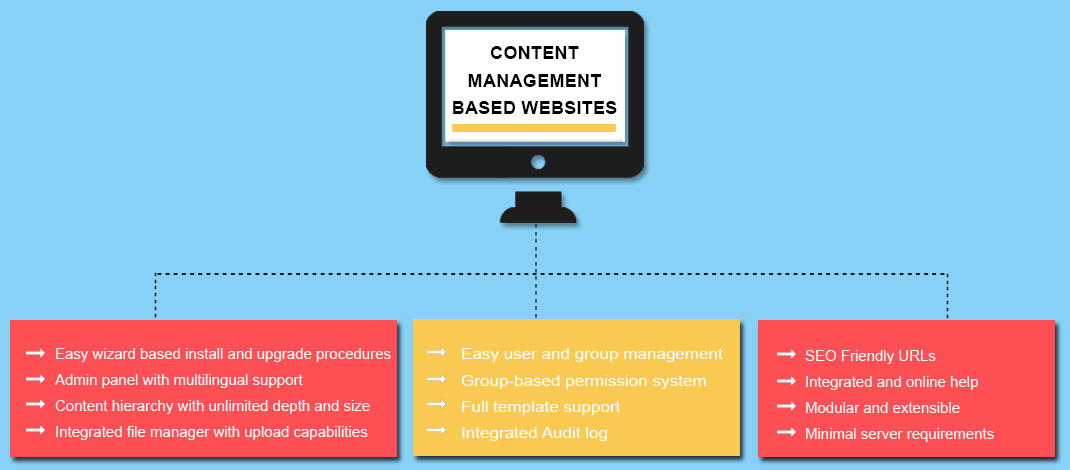 CONTENT
MANAGEMENT
BASED WEBSITES
Easy wizard based install and upgrade procedures
Admin panel with multilingual support
Content hierarchy with unlimited depth and size
Integrated file manager with upload capabilities
Easy user and group management
Group-based permission system
Full template support
Integrated Audit log
SEO Friendly URLs
Integrated and online help
Modular and extensible
Minimal server requirements